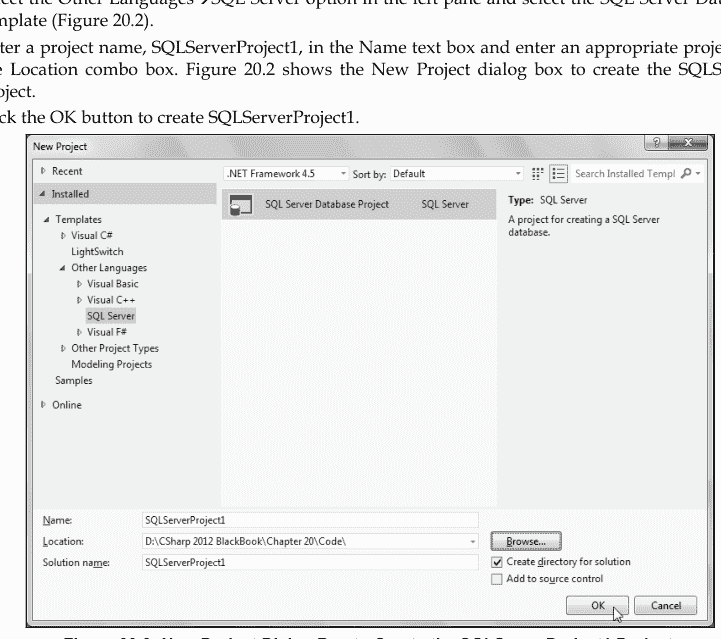 ect the Other Languages→SQL Server option in the left pane and select the SQL Server Dat
mplate (Figure 20.2).
ter a project name, SQLServerProject1, in the Name text box and enter an appropriate proje
e Location combo box. Figure 20.2 shows the New Project dialog box to create the SQLS
oject.
ck the OK button to create SQLServerProject1.
New Project
Recent
.NET Framework 4.5 Sort by: Default Search Installed Templ
Installed
SQL Server Database Project SQL Server
Type: SQL Server
A project for creating a SQL Server
database.
Templates
Visual C#
LightSwitch
Other Languages
Visual Basic
Visual C++
SQL Server
Visual F#
Other Project Types
Modeling Projects
Samples
Online
Name: SQLServerProject1
Location: D:\CSharp 2012 BlackBook\Chapter 20\Code\ Browse...
Solution name: SQLServerProject1
Create directory for solution
Add to source control
OK Cancel